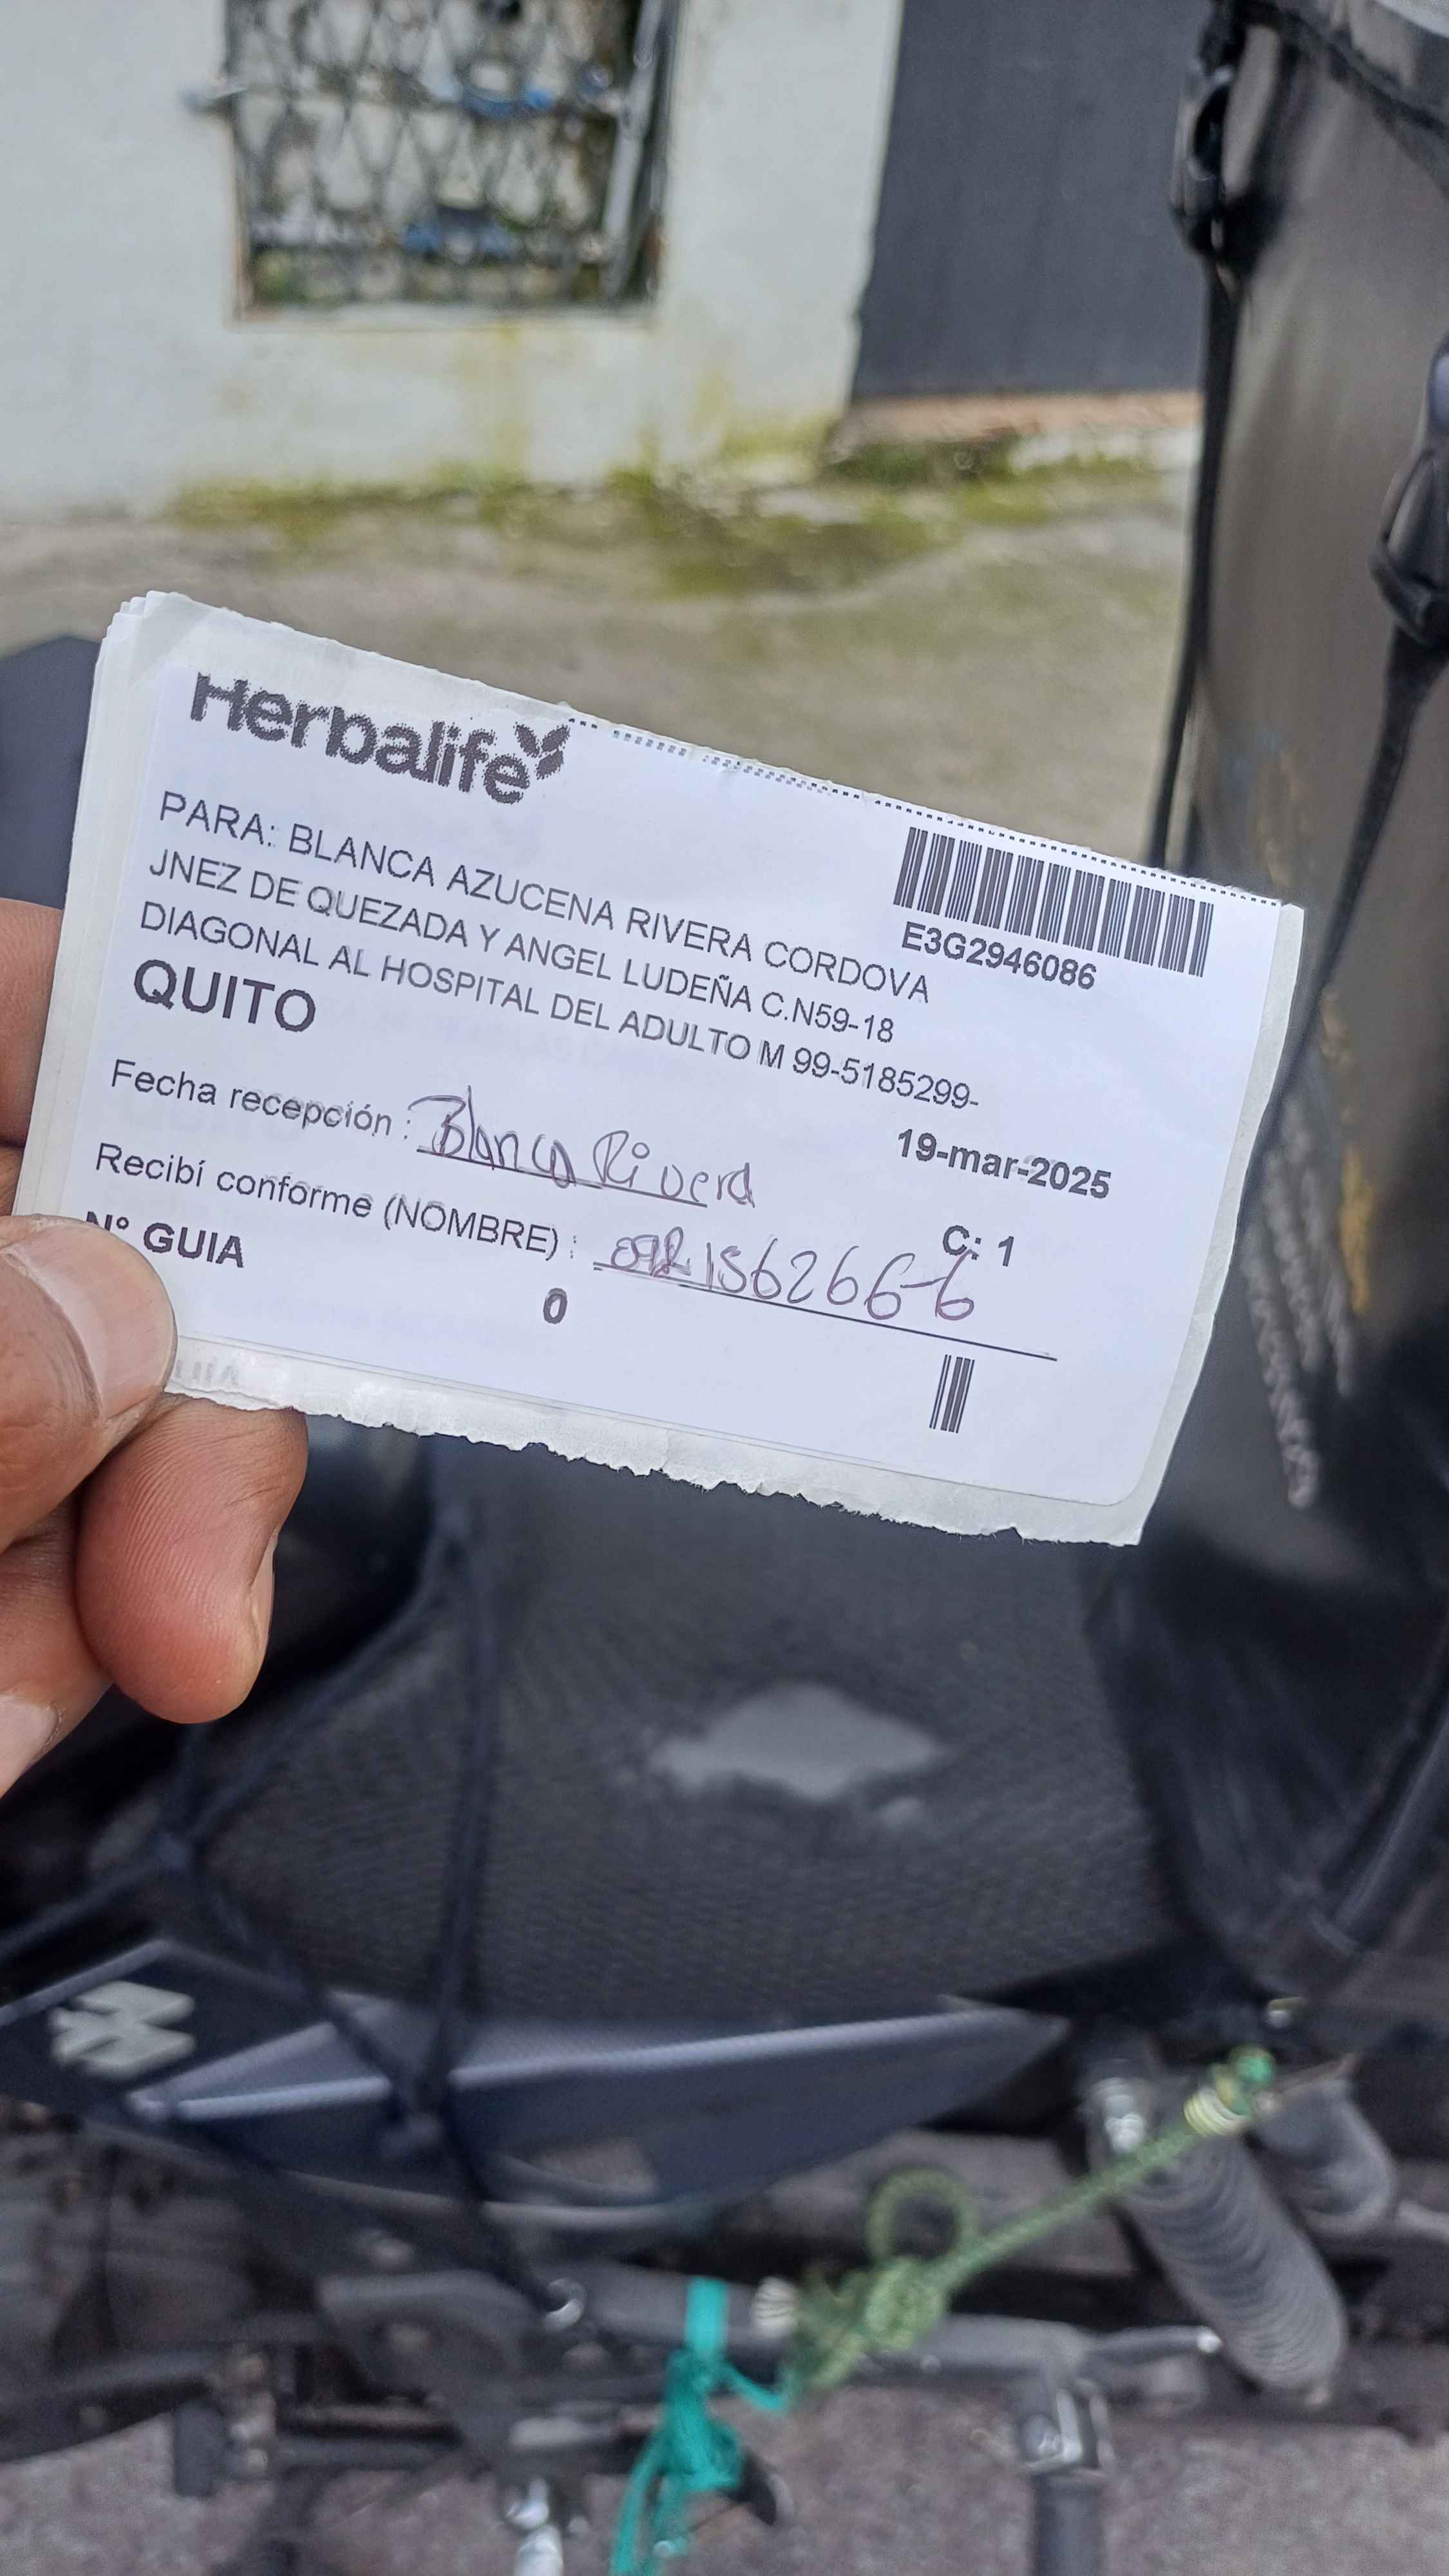 Herbalife
E3G2946086
PARA: BLANCA AZUCENA RIVERA CORDOVA
JNEZ DE QUEZADA Y ANGEL LUDEÑA C.N59-18
DIAGONAL AL HOSPITAL DEL ADULTO M 99-5185299-
QUITO
19-mar-2025
Fecha recepción : Blanca Rivera
C: 1
Recibí conforme (NOMBRE) :
N° GUIA
0